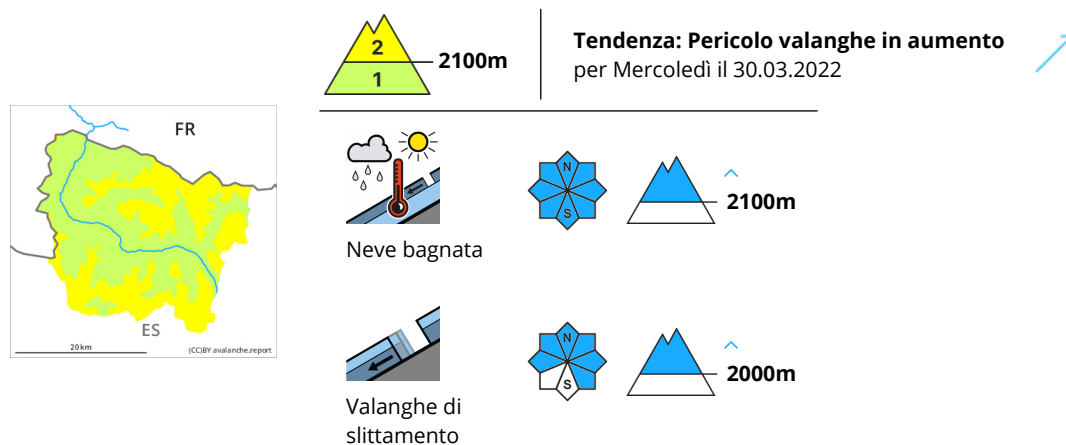 2
1
2100m
Tendenza: Pericolo valanghe in aumento
per Mercoledì il 30.03.2022
FR
ES
20 km
(CC)BY avalanche.report
N
S
2100m
Neve bagnata
N
S
2000m
Valanghe di
slittamento